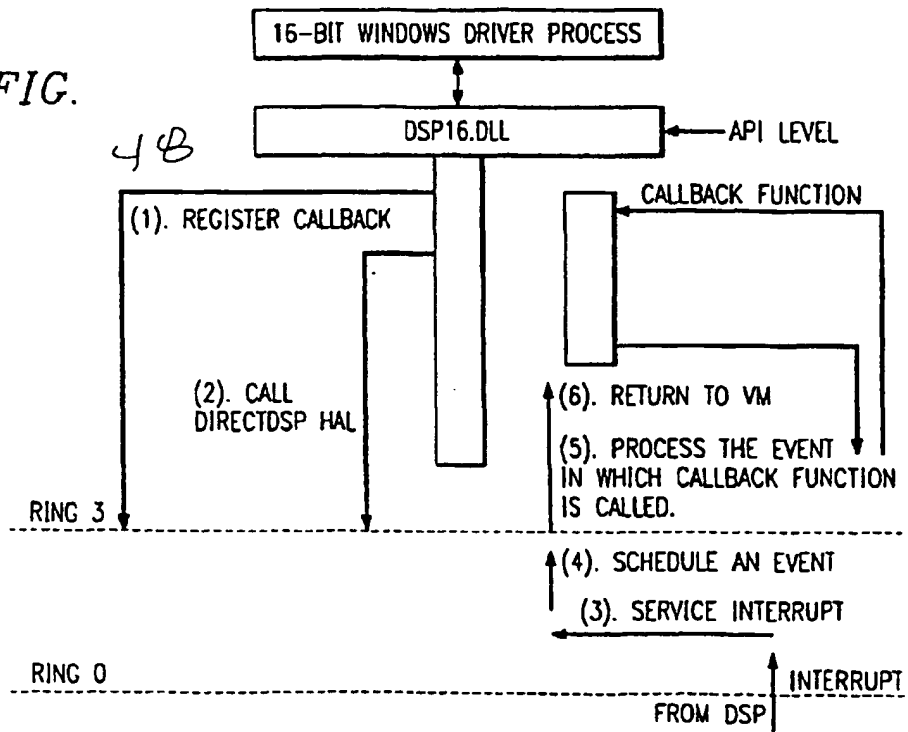 16-BIT WINDOWS DRIVER PROCESS
FIG.
48
DSP16.DLL
API LEVEL
CALLBACK FUNCTION
(1). REGISTER CALLBACK
(2). CALL
DIRECTDSP HAL
(6). RETURN TO VM
(5). PROCESS THE EVENT
IN WHICH CALLBACK FUNCTION
IS CALLED.
RING 3
(4). SCHEDULE AN EVENT
(3). SERVICE INTERRUPT
RING 0
INTERRUPT
FROM DSP